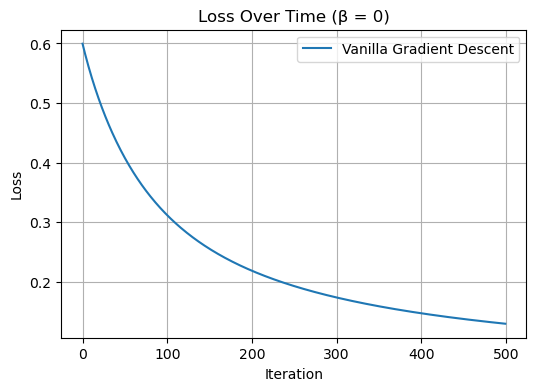 Loss Over Time (β = 0)
Vanilla Gradient Descent
Loss
0.6
0.5
0.4
0.3
0.2
0 100 200 300 400 500
Iteration